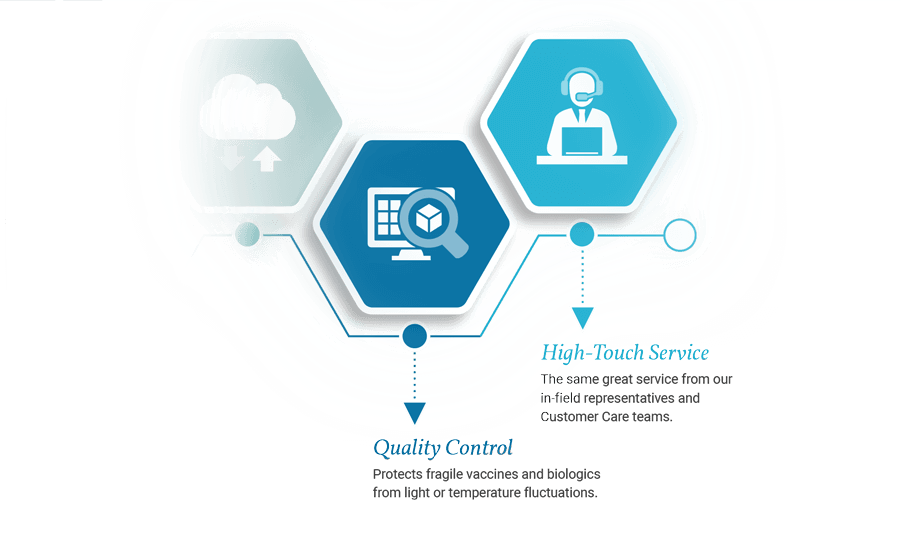 High-Touch Service
The same great service from our
in-field representatives and
Customer Care teams.
Quality Control
Protects fragile vaccines and biologics
from light or temperature fluctuations.